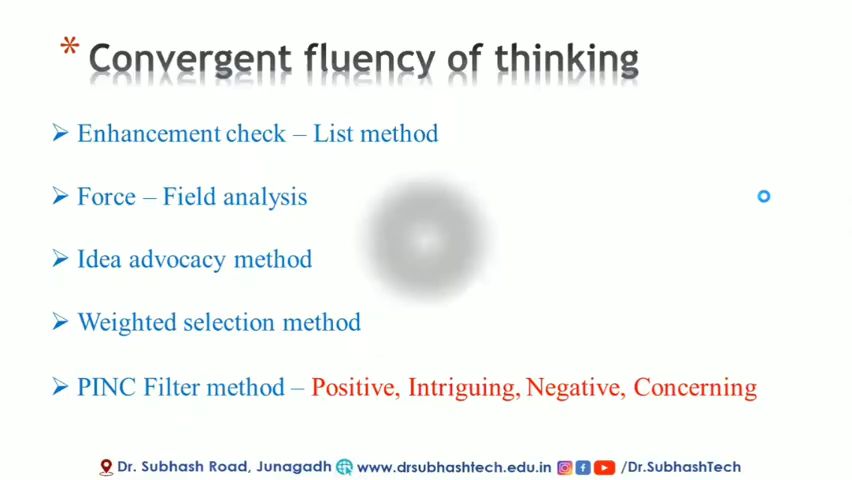 * Convergent fluency of thinking
➢ Enhancement check – List method
➢ Force – Field analysis
➢ Idea advocacy method
➢ Weighted selection method
➢ PINC Filter method – Positive, Intriguing, Negative, Concerning
Dr. Subhash Road, Junagadh www.drsubhashtech.edu.in /Dr.SubhashTech